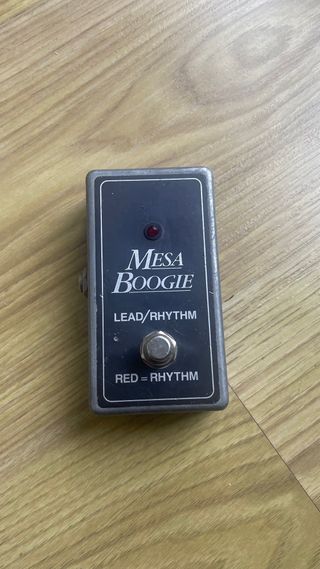 MESA
BOOGIE
LEAD/RHYTHM
RED = RHYTHM